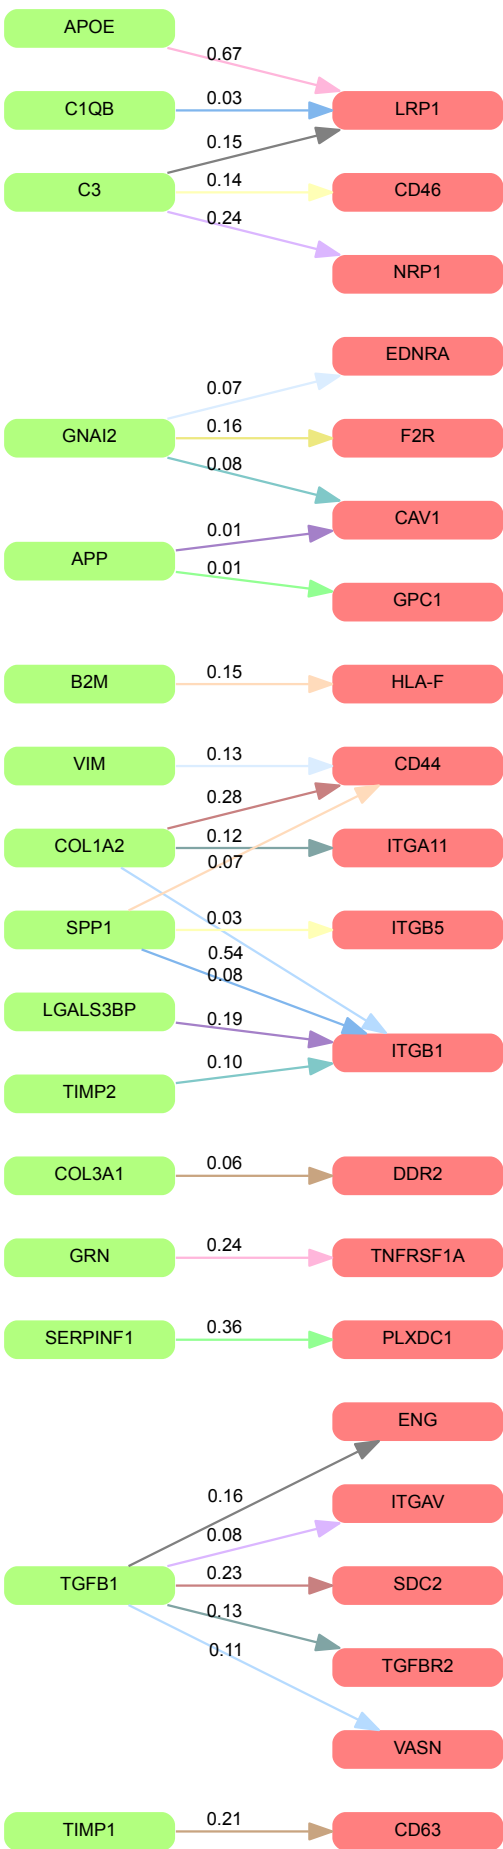 APOE
0.67
C1QB
0.03
LRP1
0.15
C3
0.14
CD46
0.24
NRP1
EDNRA
0.07
GNAI2
0.16
F2R
0.08
CAV1
0.01
APP
0.01
GPC1
B2M
0.15
HLA-F
VIM
0.13
CD44
0.28
COL1A2
0.12
ITGA11
0.07
SPP1
0.03
ITGB5
0.54
0.08
LGALS3BP
0.19
ITGB1
0.10
TIMP2
COL3A1
0.06
DDR2
GRN
0.24
TNFRSF1A
SERPINF1
0.36
PLXDC1
ENG
0.16
ITGAV
0.08
TGFB1
0.23
SDC2
0.13
TGFBR2
0.11
VASN
TIMP1
0.21
CD63